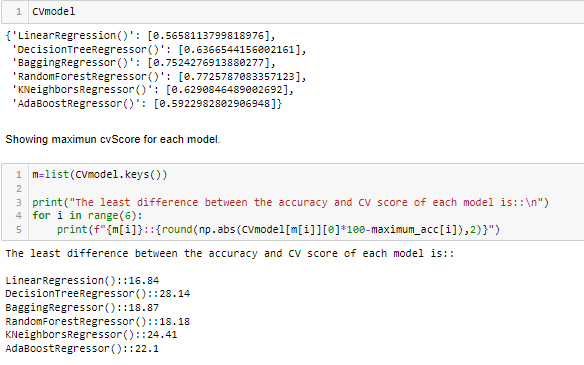 1 CVmodel
{'LinearRegression()': [0.5658113799818976],
'DecisionTreeRegressor()': [0.6366544156002161],
'BaggingRegressor()': [0.7524276913880277],
'RandomForestRegressor()': [0.7725787083357123],
'KNeighborsRegressor()': [0.6290846489002692],
'AdaBoostRegressor()': [0.5922982802906948]}
Showing maximun cvScore for each model.
1 m=list(CVmodel.keys())
2
3 print("The least difference between the accuracy and CV score of each model is::\n")
4 for i in range(6):
5 print(f"{m[i]}::{round(np.abs(CVmodel[m[i]][0]*100-maximum_acc[i]),2)}")
The least difference between the accuracy and CV score of each model is::
LinearRegression()::16.84
DecisionTreeRegressor()::28.14
BaggingRegressor()::18.87
RandomForestRegressor()::18.18
KNeighborsRegressor()::24.41
AdaBoostRegressor()::22.1